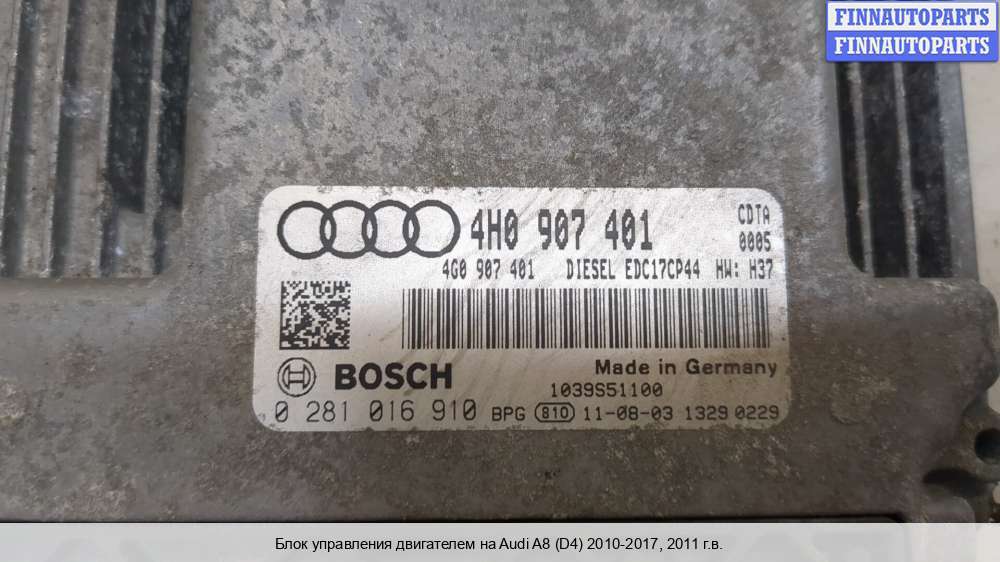 FINNAUTOPARTS
FINNAUTOPARTS
4H0 907 401 CDTA
0005
4G0 907 401 DIESEL EDC17CP44 HW: H37
BOSCH
Made in Germany
1039S51100
0 281 016 910 BPG 810 11-08-03 1329 0229
Блок управления двигателем на Audi A8 (D4) 2010-2017, 2011 г.в.